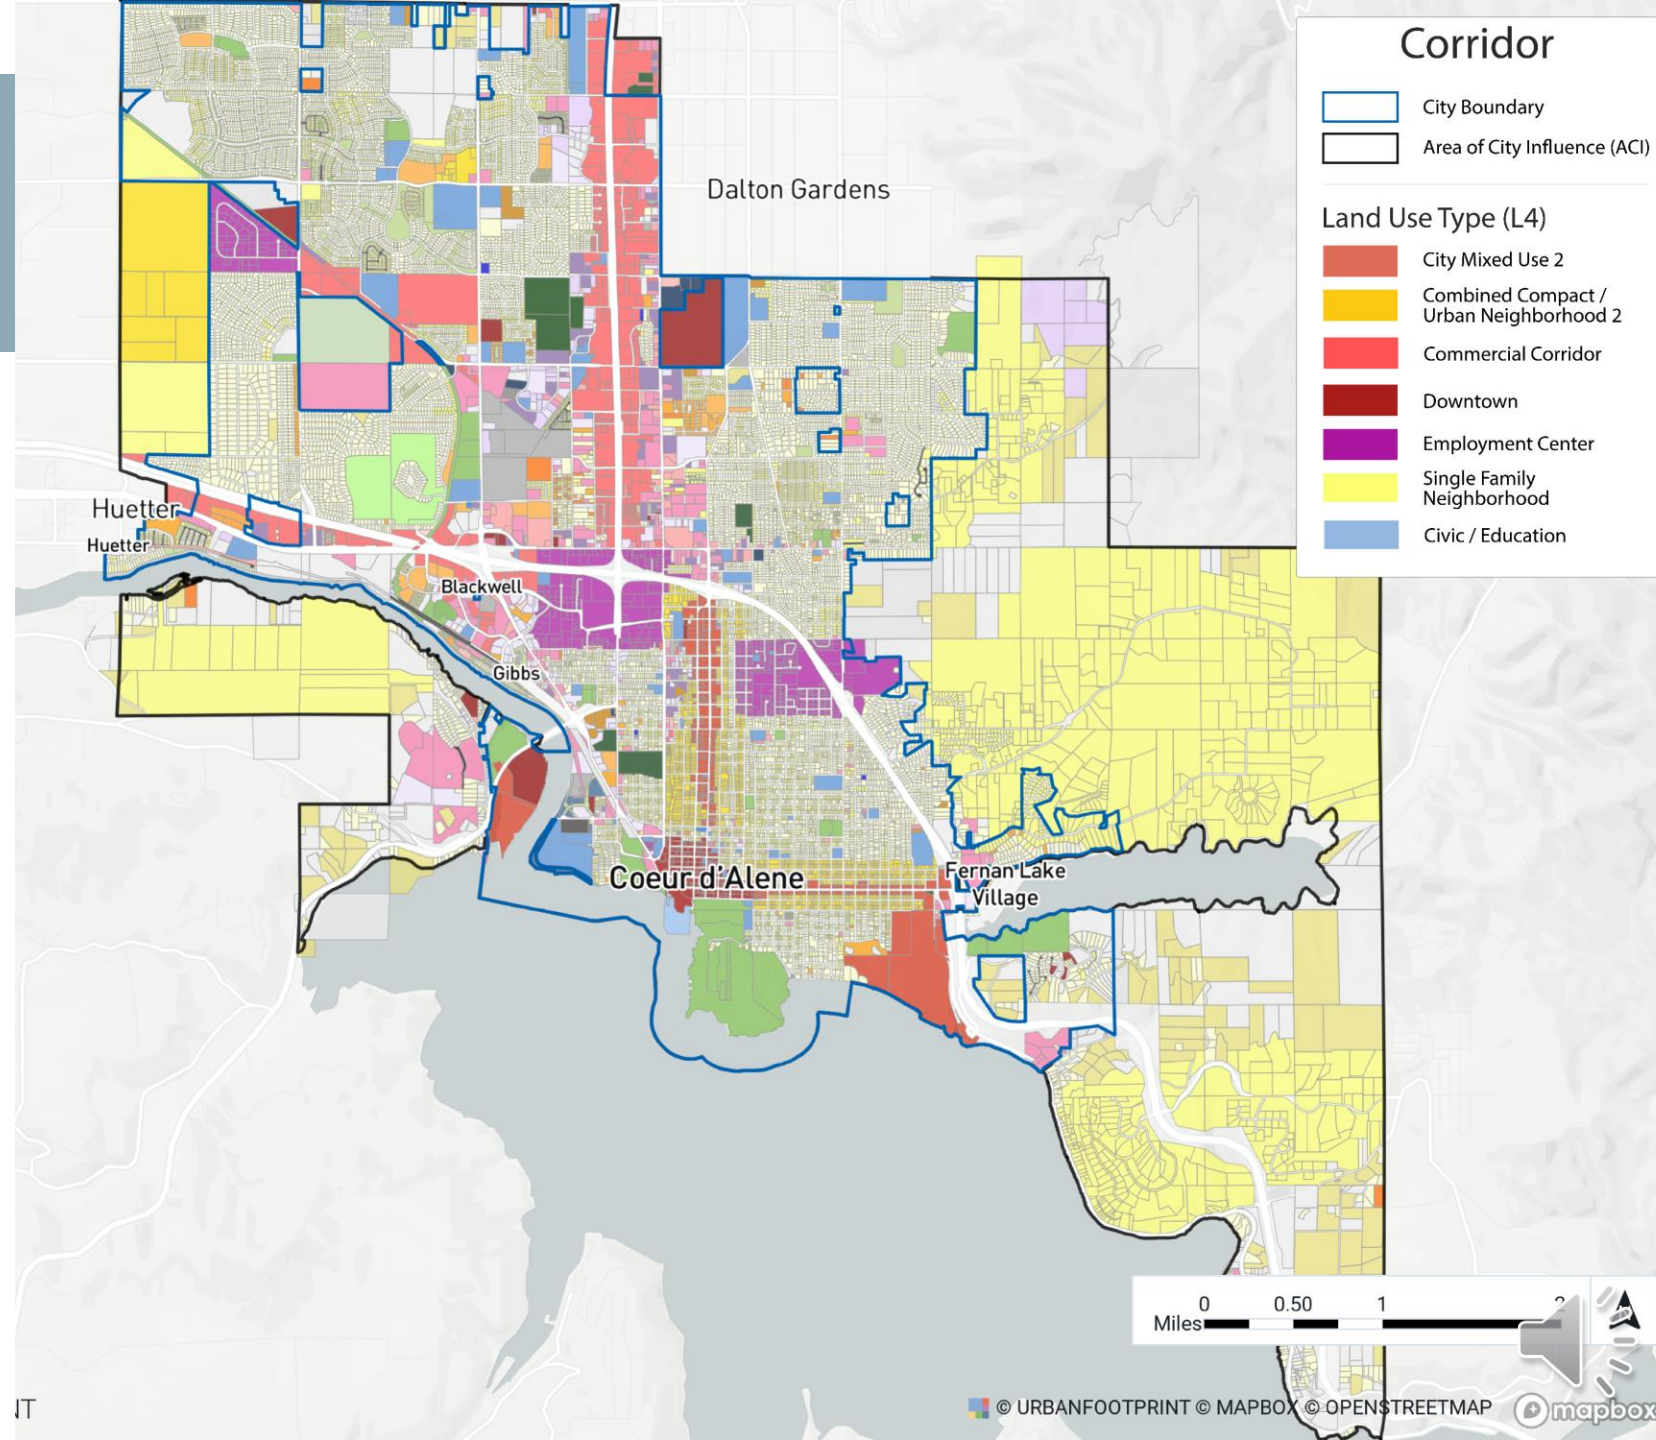 Corridor
City Boundary
Area of City Influence (ACI)
Land Use Type (L4)
City Mixed Use 2
Combined Compact /
Urban Neighborhood 2
Commercial Corridor
Downtown
Employment Center
Single Family
Neighborhood
Civic / Education
Dalton Gardens
Huetter
Huetter
Blackwell
Gibbs
Coeur d'Alene
Fernan Lake
Village
0 0.50 1 2
Miles
© URBANFOOTPRINT © MAPBOX © OPENSTREETMAP
mapbox